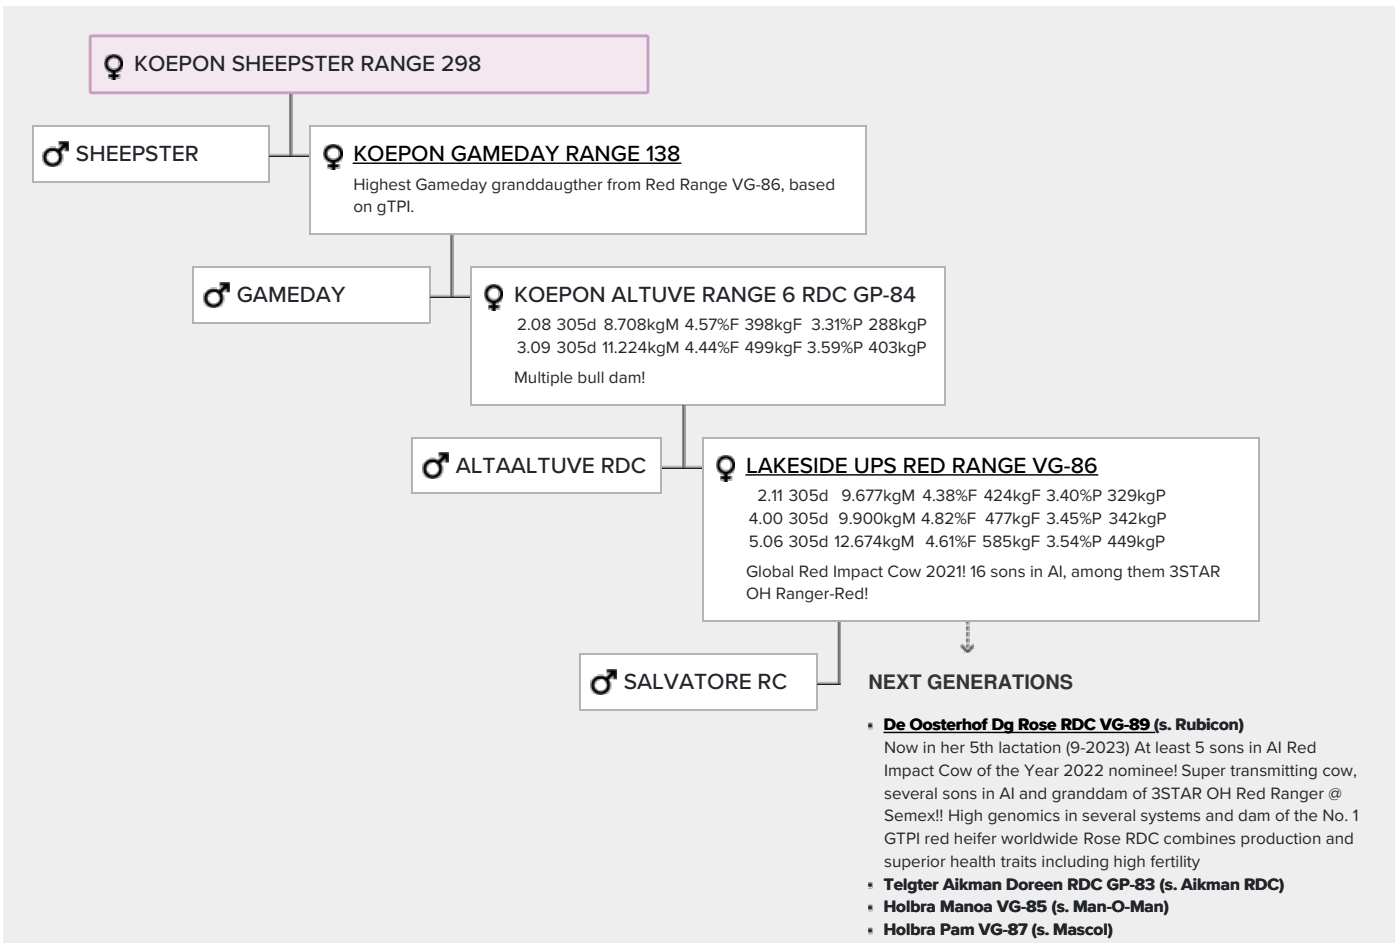 KOEPON SHEEPSTER RANGE 298
SHEEPSTER
KOEPON GAMEDAY RANGE 138
Highest Gameday granddaugther from Red Range VG-86, based
on gTPI.
GAMEDAY
KOEPON ALTUVE RANGE 6 RDC GP-84
2.08 305d 8.708kgM 4.57%F 398kgF 3.31%P 288kgP
3.09 305d 11.224kgM 4.44%F 499kgF 3.59%P 403kgP
Multiple bull dam!
ALTAALTUVE RDC
LAKESIDE UPS RED RANGE VG-86
2.11 305d 9.677kgM 4.38%F 424kgF 3.40%P 329kgP
4.00 305d 9.900kgM 4.82%F 477kgF 3.45%P 342kgP
5.06 305d 12.674kgM 4.61%F 585kgF 3.54%P 449kgP
Global Red Impact Cow 2021! 16 sons in AI, among them 3STAR
OH Ranger-Red!
SALVATORE RC
NEXT GENERATIONS
▪ De Oosterhof Dg Rose RDC VG-89 (s. Rubicon)
Now in her 5th lactation (9-2023) At least 5 sons in AI Red
Impact Cow of the Year 2022 nominee! Super transmitting cow,
several sons in AI and granddam of 3STAR OH Red Ranger @
Semex!! High genomics in several systems and dam of the No. 1
GTPI red heifer worldwide Rose RDC combines production and
superior health traits including high fertility
▪ Telgter Aikman Doreen RDC GP-83 (s. Aikman RDC)
▪ Holbra Manoa VG-85 (s. Man-O-Man)
▪ Holbra Pam VG-87 (s. Mascol)